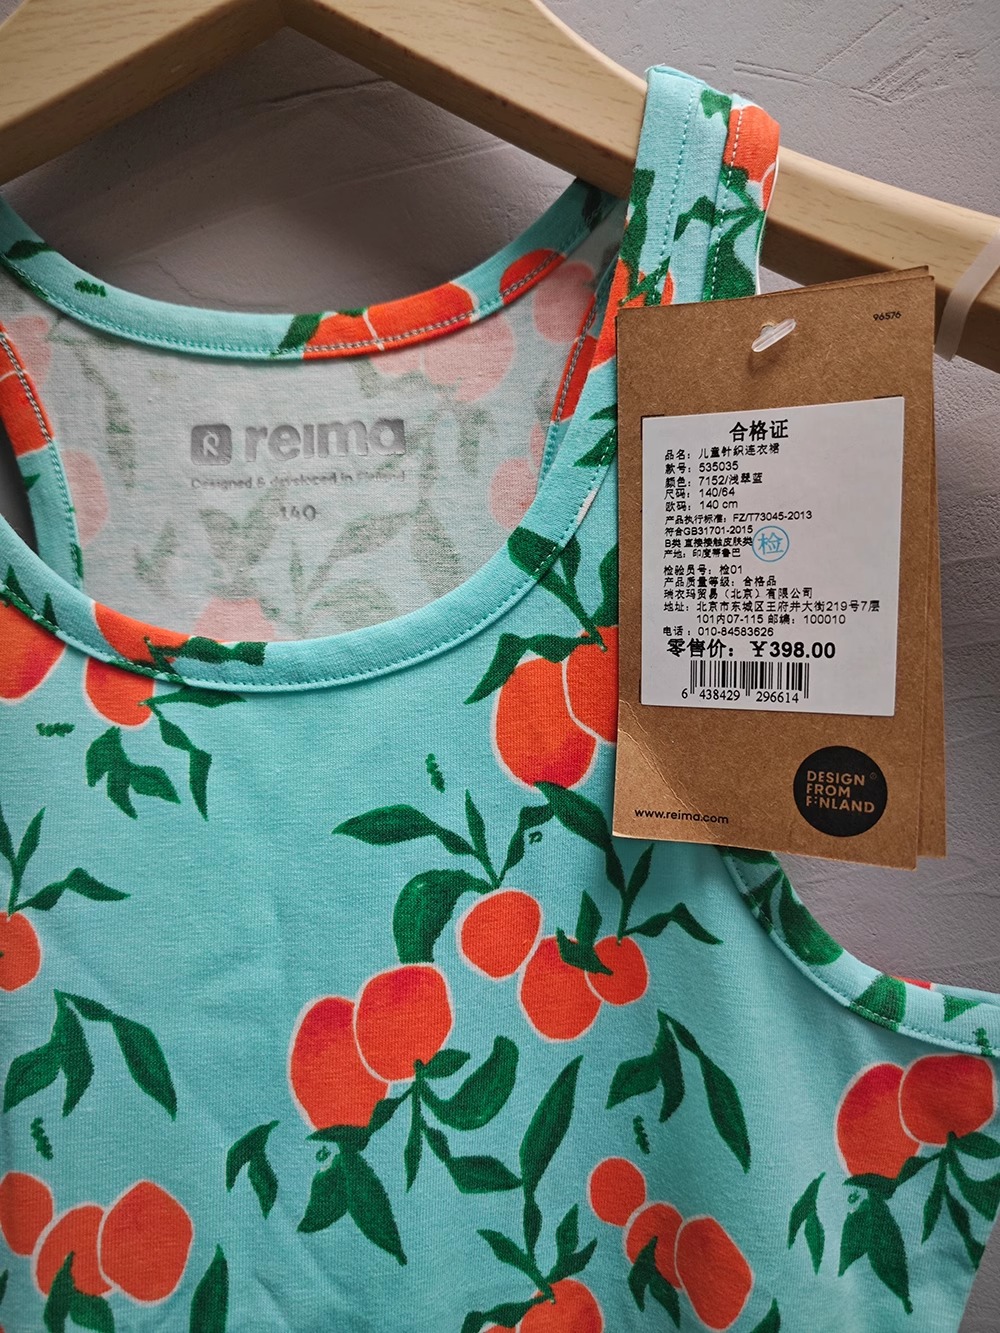 reima
Designed & developed in Finland
140
96576
合格证
品名：儿童针织连衣裙
款号：535035
颜色：7152/浅翠蓝
尺码：140/64
欧码：140 cm
产品执行标准：FZ/T73045-2013
符合GB31701-2015
B类 直接接触皮肤类
检
产地：印度蒂鲁巴
检验员号：检01
产品质量等级：合格品
瑞衣玛贸易（北京）有限公司
地址：北京市东城区王府井大街219号7层
101内07-115 邮编：100010
电话：010-84583626
零售价：￥398.00
6 438429 296614
DESIGN
FROM
FINLAND
www.reima.com